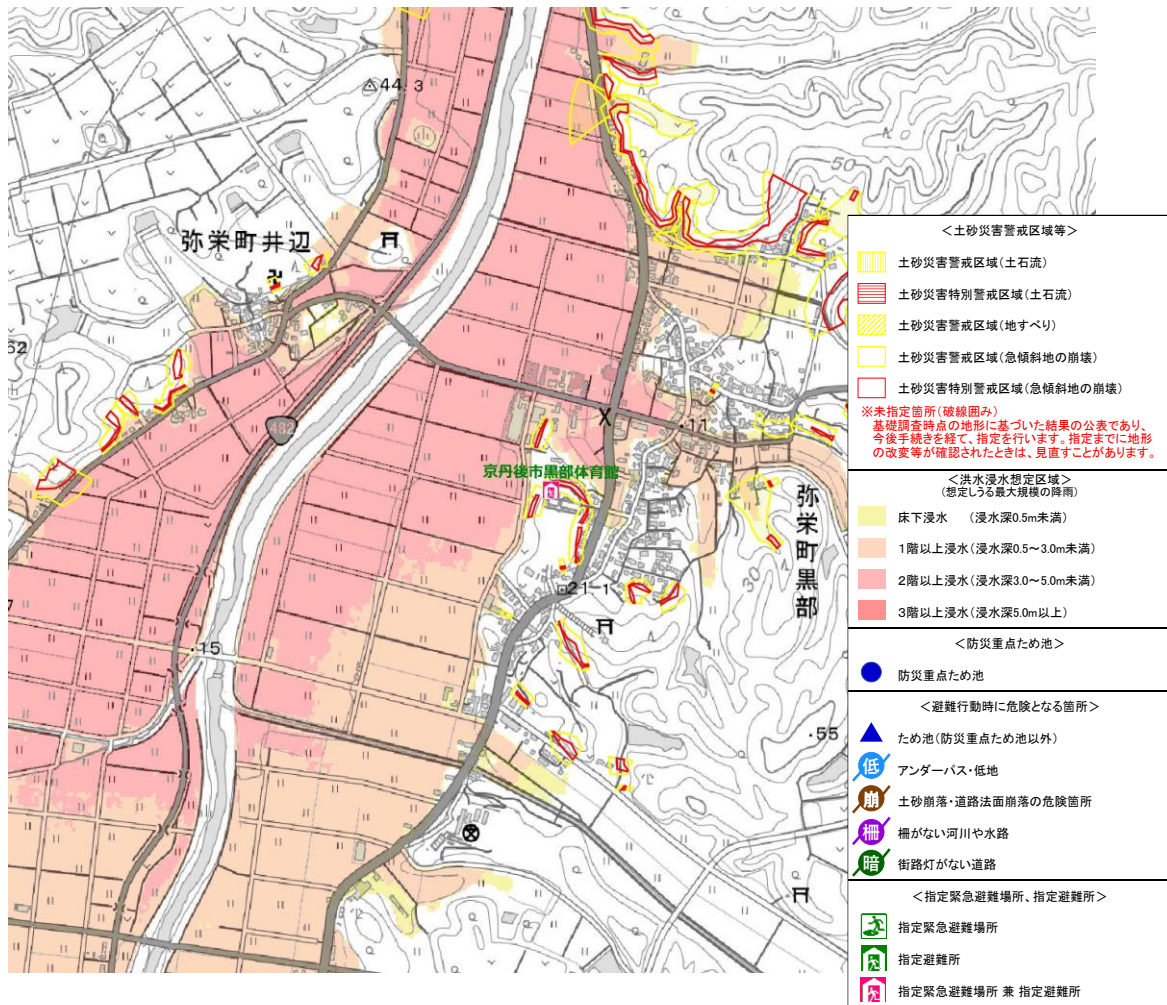 44.3
弥栄町井辺
50
52
482
京丹後市黒部体育館
11
弥栄町黒部
30
21-1
15
55
<土砂災害警戒区域等>
土砂災害警戒区域(土石流)
土砂災害特別警戒区域(土石流)
土砂災害警戒区域(地すべり)
土砂災害警戒区域(急傾斜地の崩壊)
土砂災害特別警戒区域(急傾斜地の崩壊)
※未指定箇所(破線囲み)
基礎調査時点の地形に基づいた結果の公表であり、
今後手続きを経て、指定を行います。指定までに地形
の改変等が確認されたときは、見直すことがあります。
<洪水浸水想定区域>
(想定しうる最大規模の降雨)
床下浸水 (浸水深0.5m未満)
1階以上浸水(浸水深0.5～3.0m未満)
2階以上浸水(浸水深3.0～5.0m未満)
3階以上浸水(浸水深5.0m以上)
<防災重点ため池>
防災重点ため池
<避難行動時に危険となる箇所>
ため池(防災重点ため池以外)
低 アンダーパス・低地
崩 土砂崩落・道路法面崩落の危険箇所
柵 柵がない河川や水路
暗 街路灯がない道路
<指定緊急避難場所、指定避難所>
指定緊急避難場所
指定避難所
指定緊急避難場所 兼 指定避難所